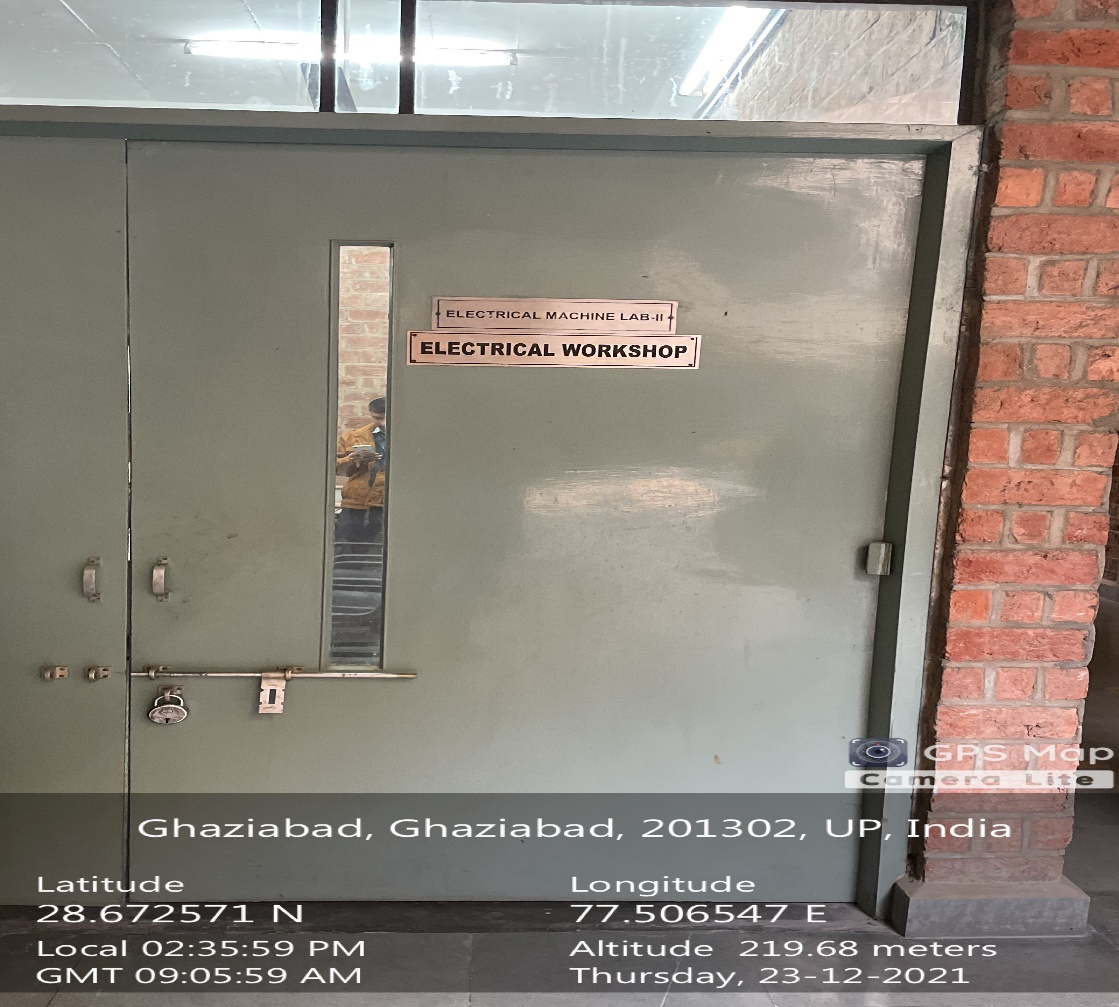 ELECTRICAL MACHINE LAB-II
ELECTRICAL WORKSHOP
GPS Map
Camera Lite
Ghaziabad, Ghaziabad, 201302, UP, India
Latitude
28.672571 N
Longitude
77.506547 E
Local 02:35:59 PM
GMT 09:05:59 AM
Altitude 219.68 meters
Thursday, 23-12-2021